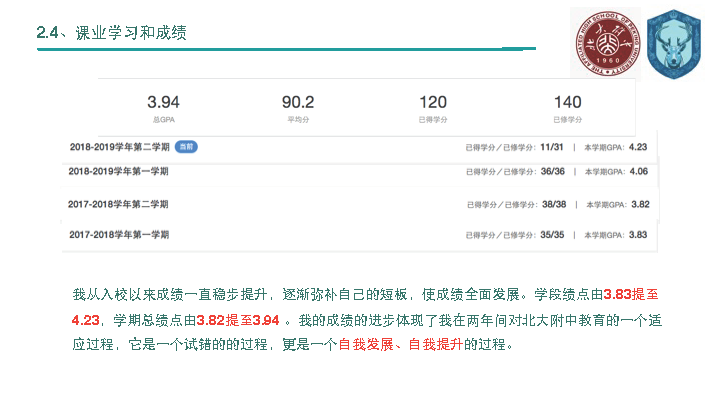 2.4、课业学习和成绩
THE AFFILIATED HIGH SCHOOL OF PEKING UNIVERSITY
1960
3.94 90.2 120 140
总GPA 平均分 已得学分 已修学分
2018-2019学年第二学期 当前 已得学分／已修学分：11/31 | 本学期GPA：4.23
2018-2019学年第一学期 已得学分／已修学分：36/36 | 本学期GPA：4.06
2017-2018学年第二学期 已得学分／已修学分：38/38 | 本学期GPA：3.82
2017-2018学年第一学期 已得学分／已修学分：35/35 | 本学期GPA：3.83
我从入校以来成绩一直稳步提升，逐渐弥补自己的短板，使成绩全面发展。学段绩点由3.83提至
4.23，学期总绩点由3.82提至3.94 。我的成绩的进步体现了我在两年间对北大附中教育的一个适
应过程，它是一个试错的的过程，更是一个自我发展、自我提升的过程。